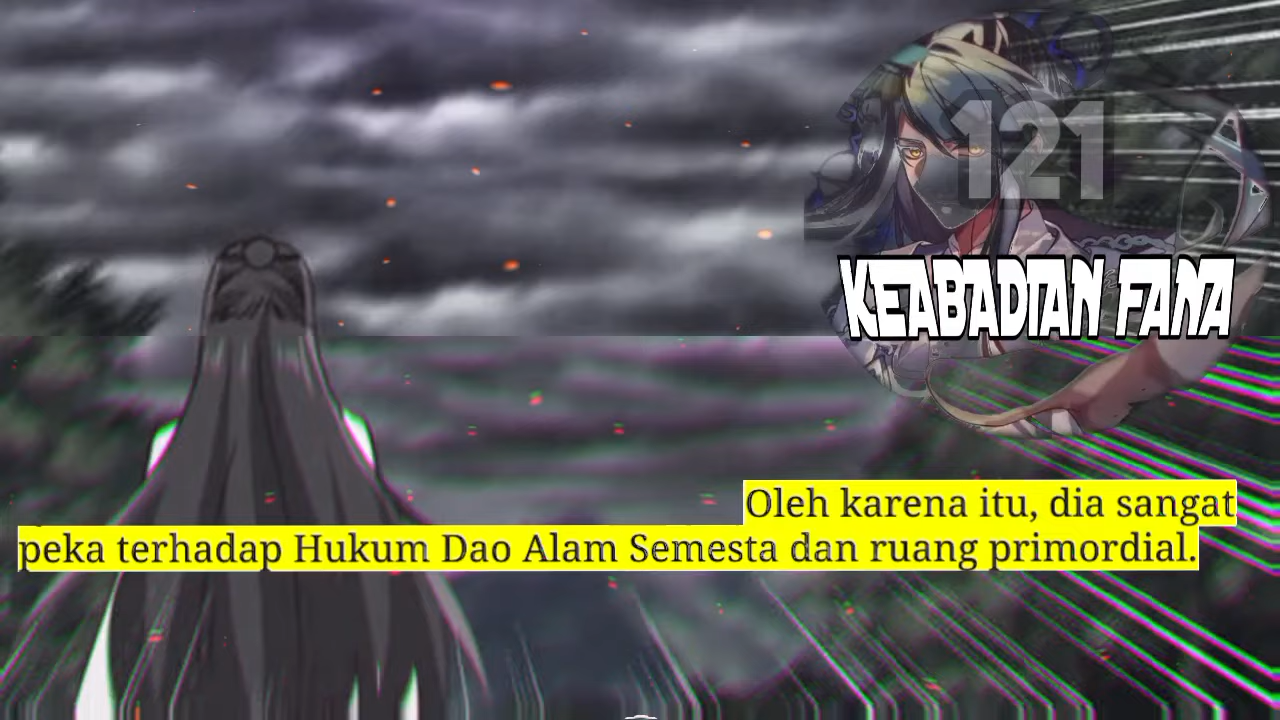 121
KEABADIAN FANA
Oleh karena itu, dia sangat
peka terhadap Hukum Dao Alam Semesta dan ruang primordial.